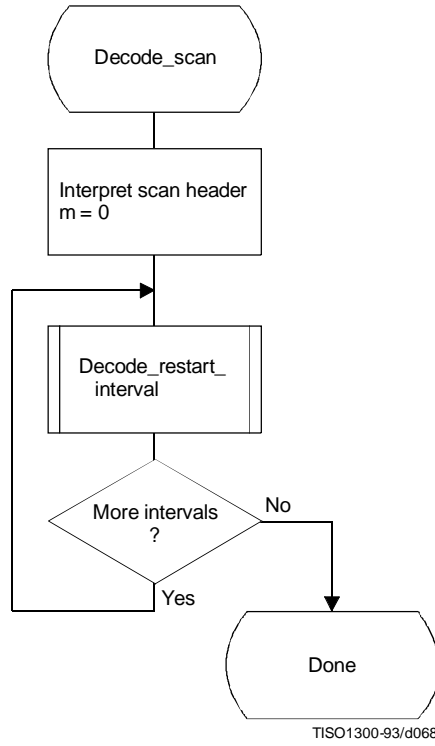 Decode_scan
Interpret scan header
m = 0
Decode_restart_
interval
More intervals
?
No
Yes
Done
TISO1300-93/d068